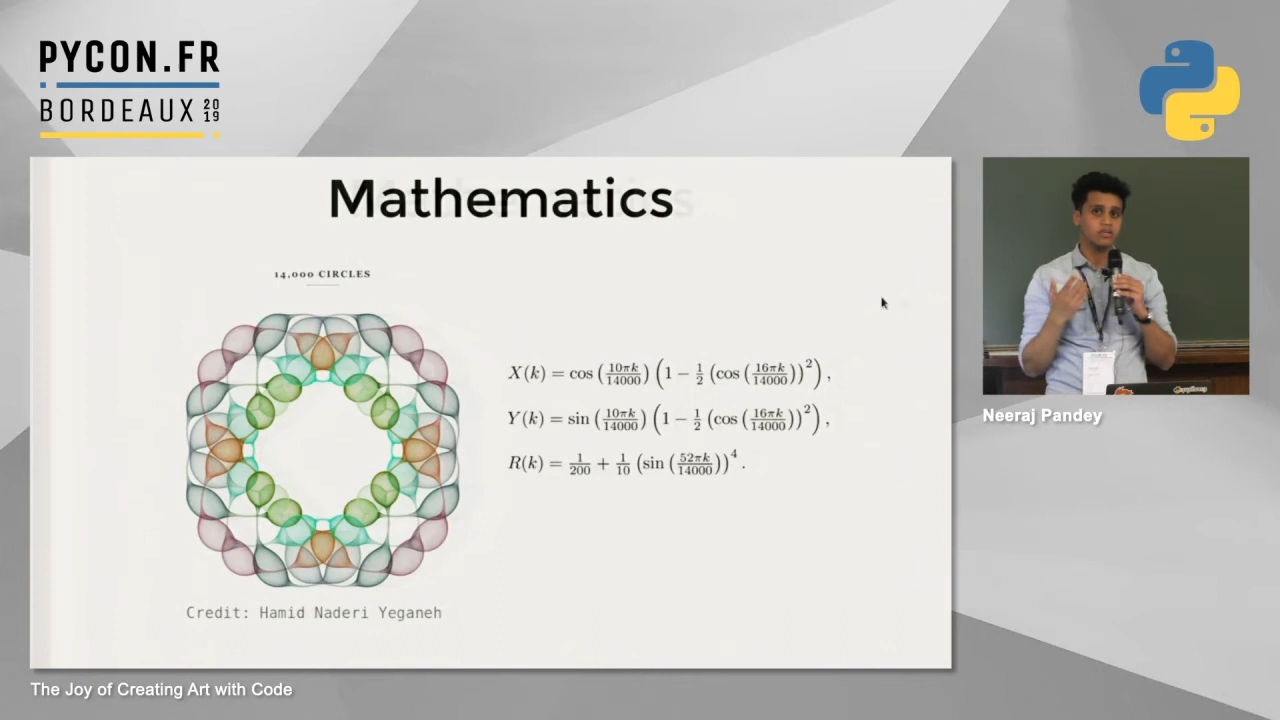 PYCON.FR
BORDEAUX 2019
Mathematics
14,000 CIRCLES
X(k) = cos (10πk/14000) (1 − 1/2 (cos (16πk/14000))²),
Y(k) = sin (10πk/14000) (1 − 1/2 (cos (16πk/14000))²),
R(k) = 1/200 + 1/10 (sin (52πk/14000))⁴.
Credit: Hamid Naderi Yeganeh
Neeraj Pandey
The Joy of Creating Art with Code